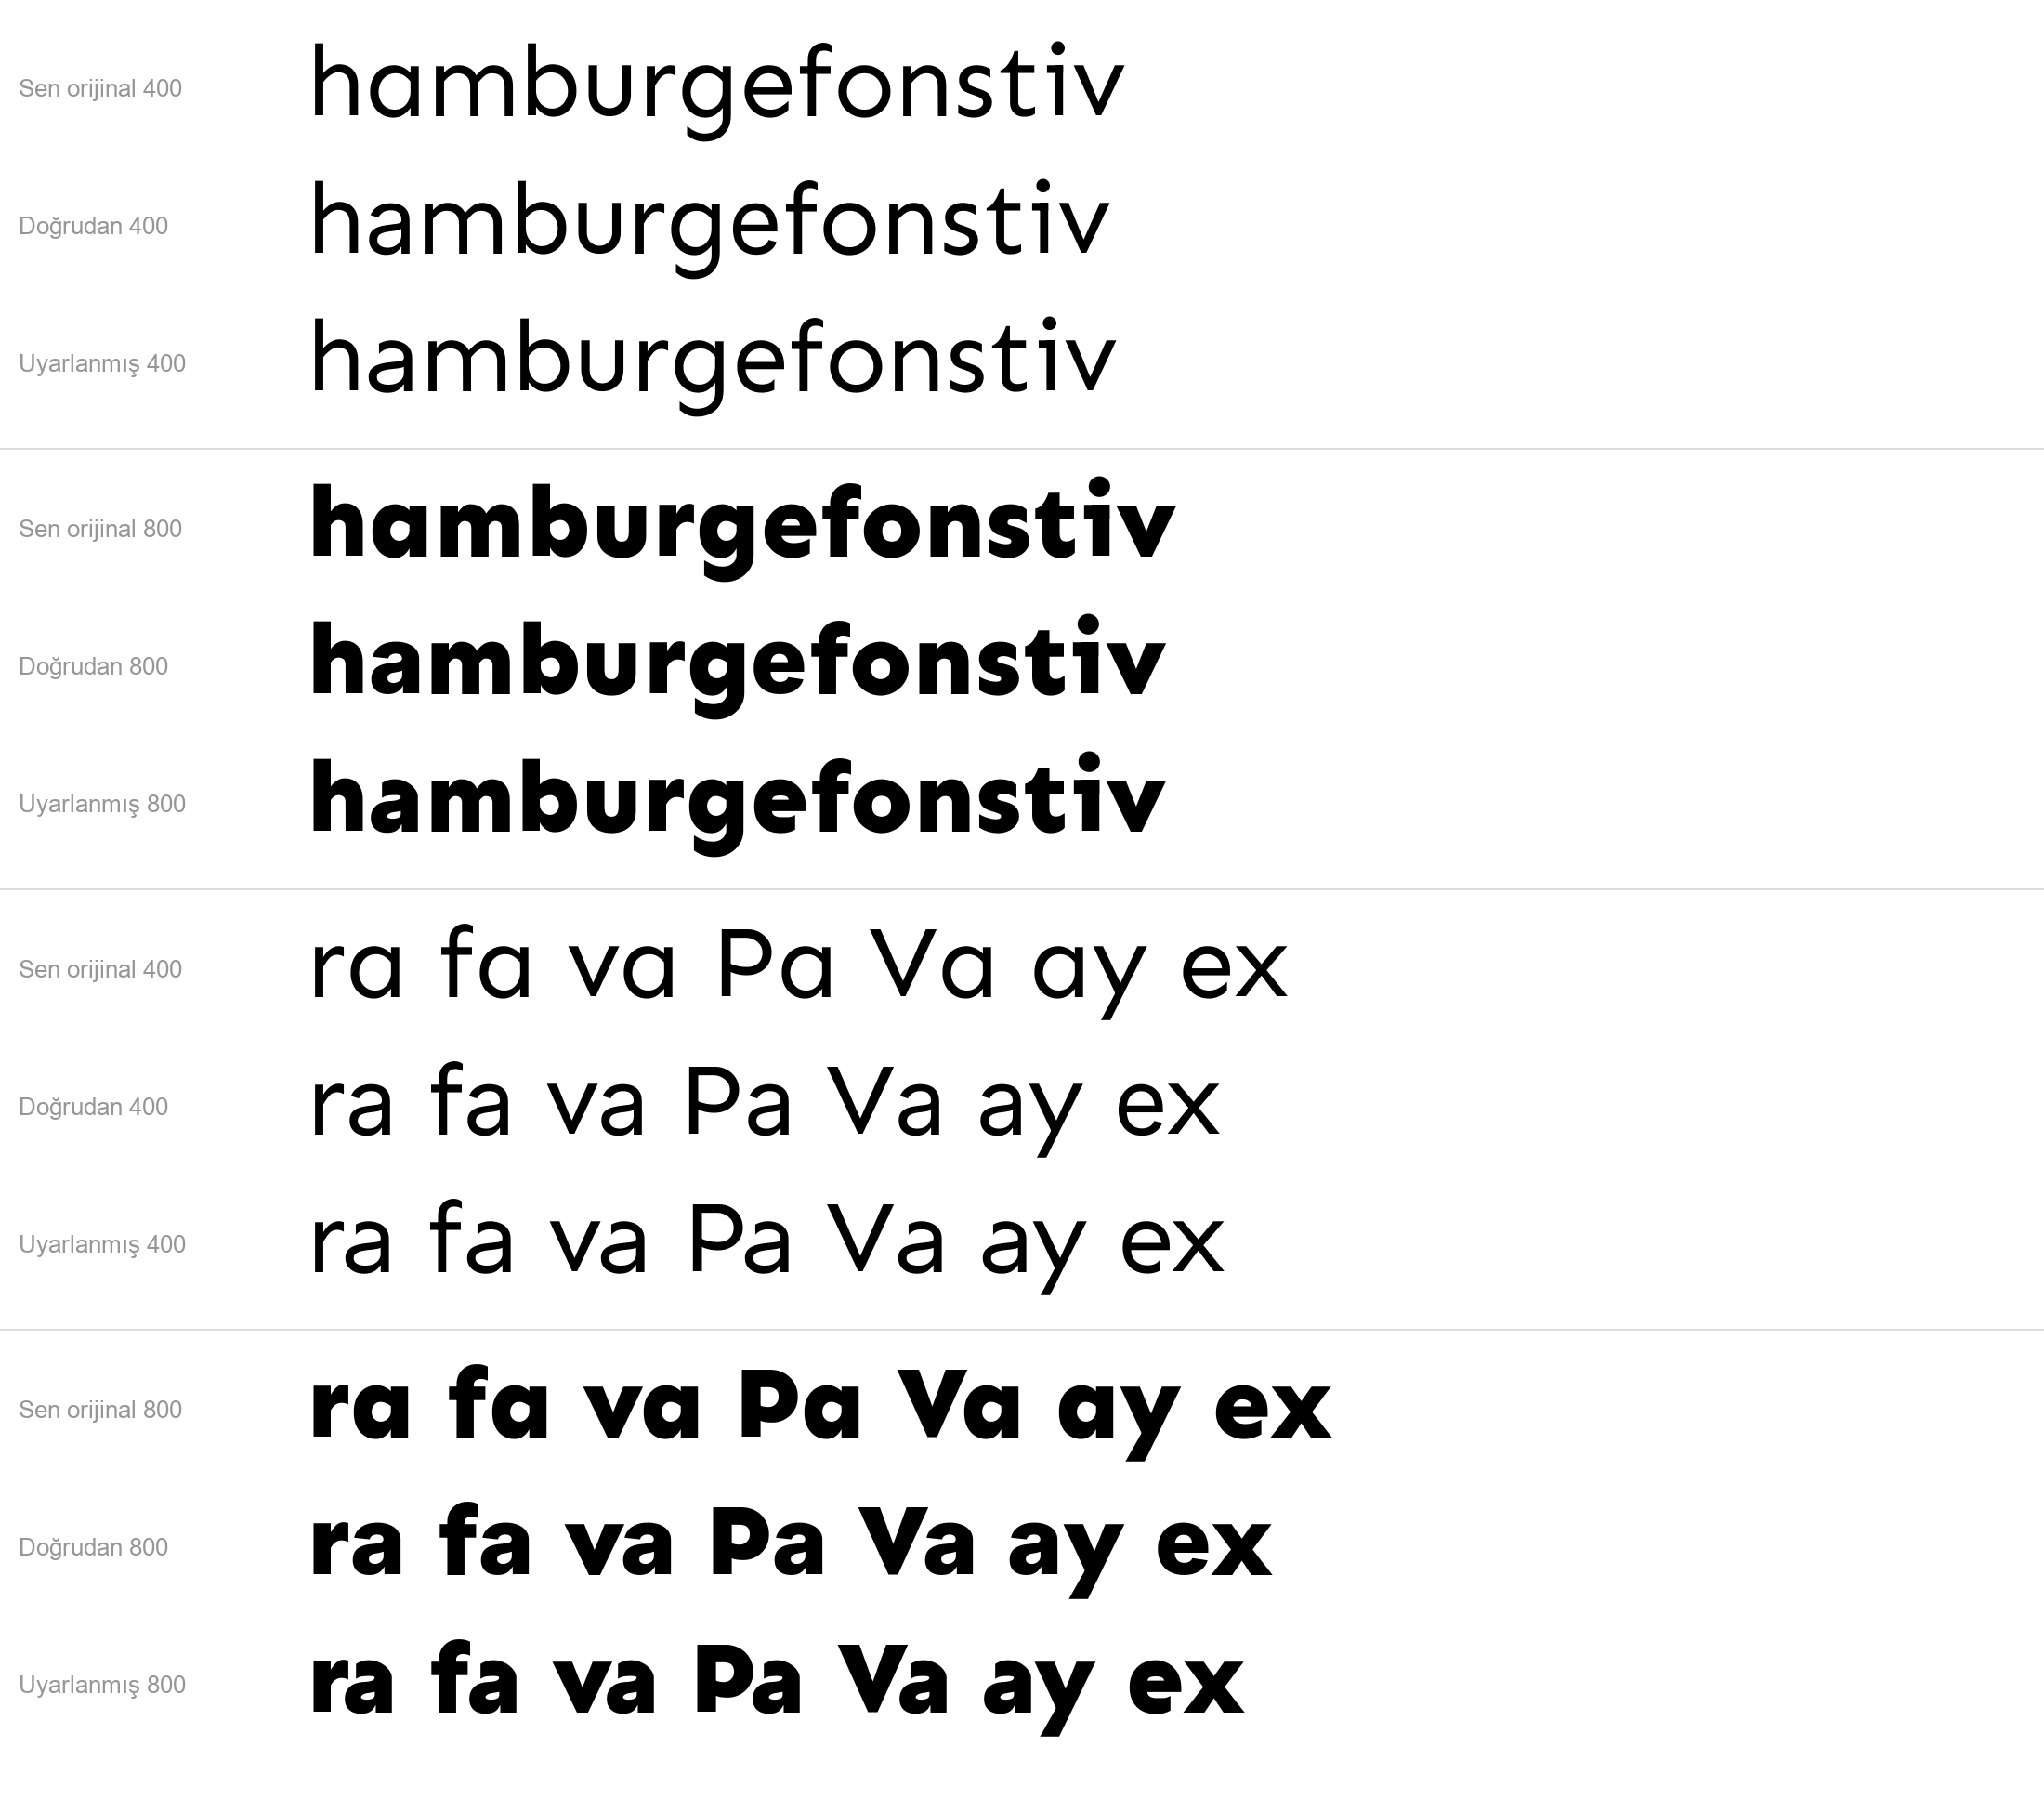 Sen orijinal 400 hamburgefonstiv
Doğrudan 400 hamburgefonstiv
Uyarlanmış 400 hamburgefonstiv
Sen orijinal 800 hamburgefonstiv
Doğrudan 800 hamburgefonstiv
Uyarlanmış 800 hamburgefonstiv
Sen orijinal 400 ra fa va Pa Va ay ex
Doğrudan 400 ra fa va Pa Va ay ex
Uyarlanmış 400 ra fa va Pa Va ay ex
Sen orijinal 800 ra fa va Pa Va ay ex
Doğrudan 800 ra fa va Pa Va ay ex
Uyarlanmış 800 ra fa va Pa Va ay ex